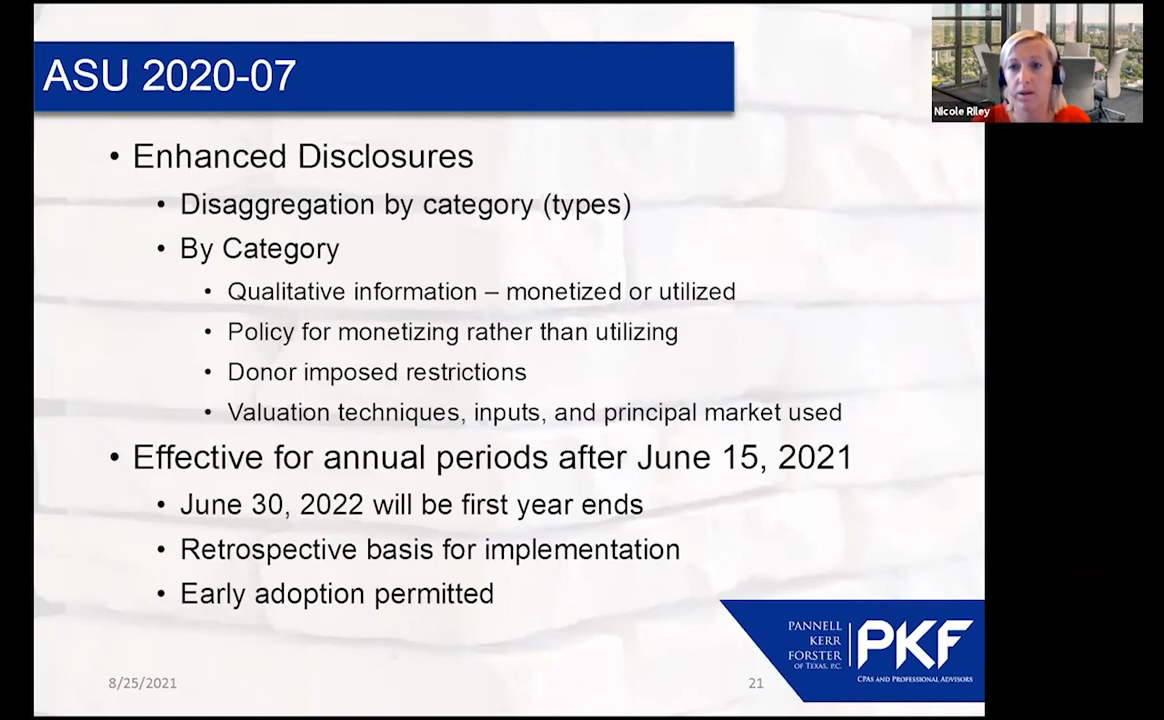 ASU 2020-07
Nicole Riley
• Enhanced Disclosures
• Disaggregation by category (types)
• By Category
• Qualitative information – monetized or utilized
• Policy for monetizing rather than utilizing
• Donor imposed restrictions
• Valuation techniques, inputs, and principal market used
• Effective for annual periods after June 15, 2021
• June 30, 2022 will be first year ends
• Retrospective basis for implementation
• Early adoption permitted
PANNELL
KERR
FORSTER
OF TEXAS, P.C.
PKF
CPAS AND PROFESSIONAL ADVISORS
8/25/2021
21